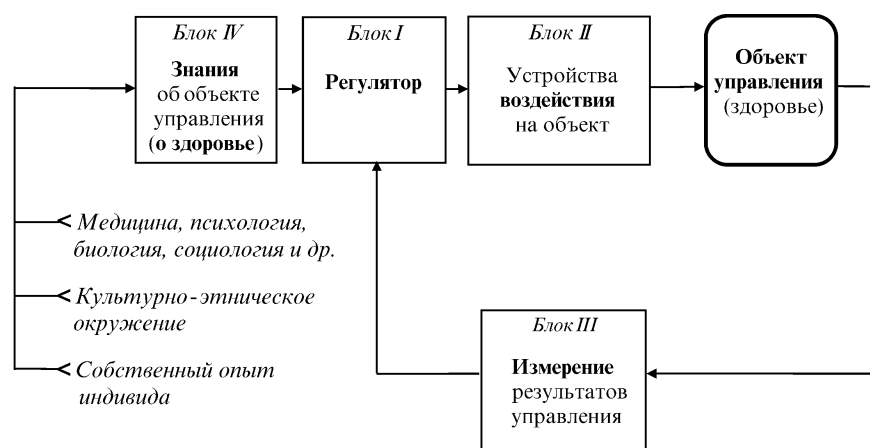 Блок IV
Знания
об объекте
управления
(о здоровье)
Блок I
Регулятор
Блок II
Устройства
воздействия
на объект
Объект
управления
(здоровье)
Медицина, психология,
биология, социология и др.
Культурно-этническое
окружение
Собственный опыт
индивида
Блок III
Измерение
результатов
управления